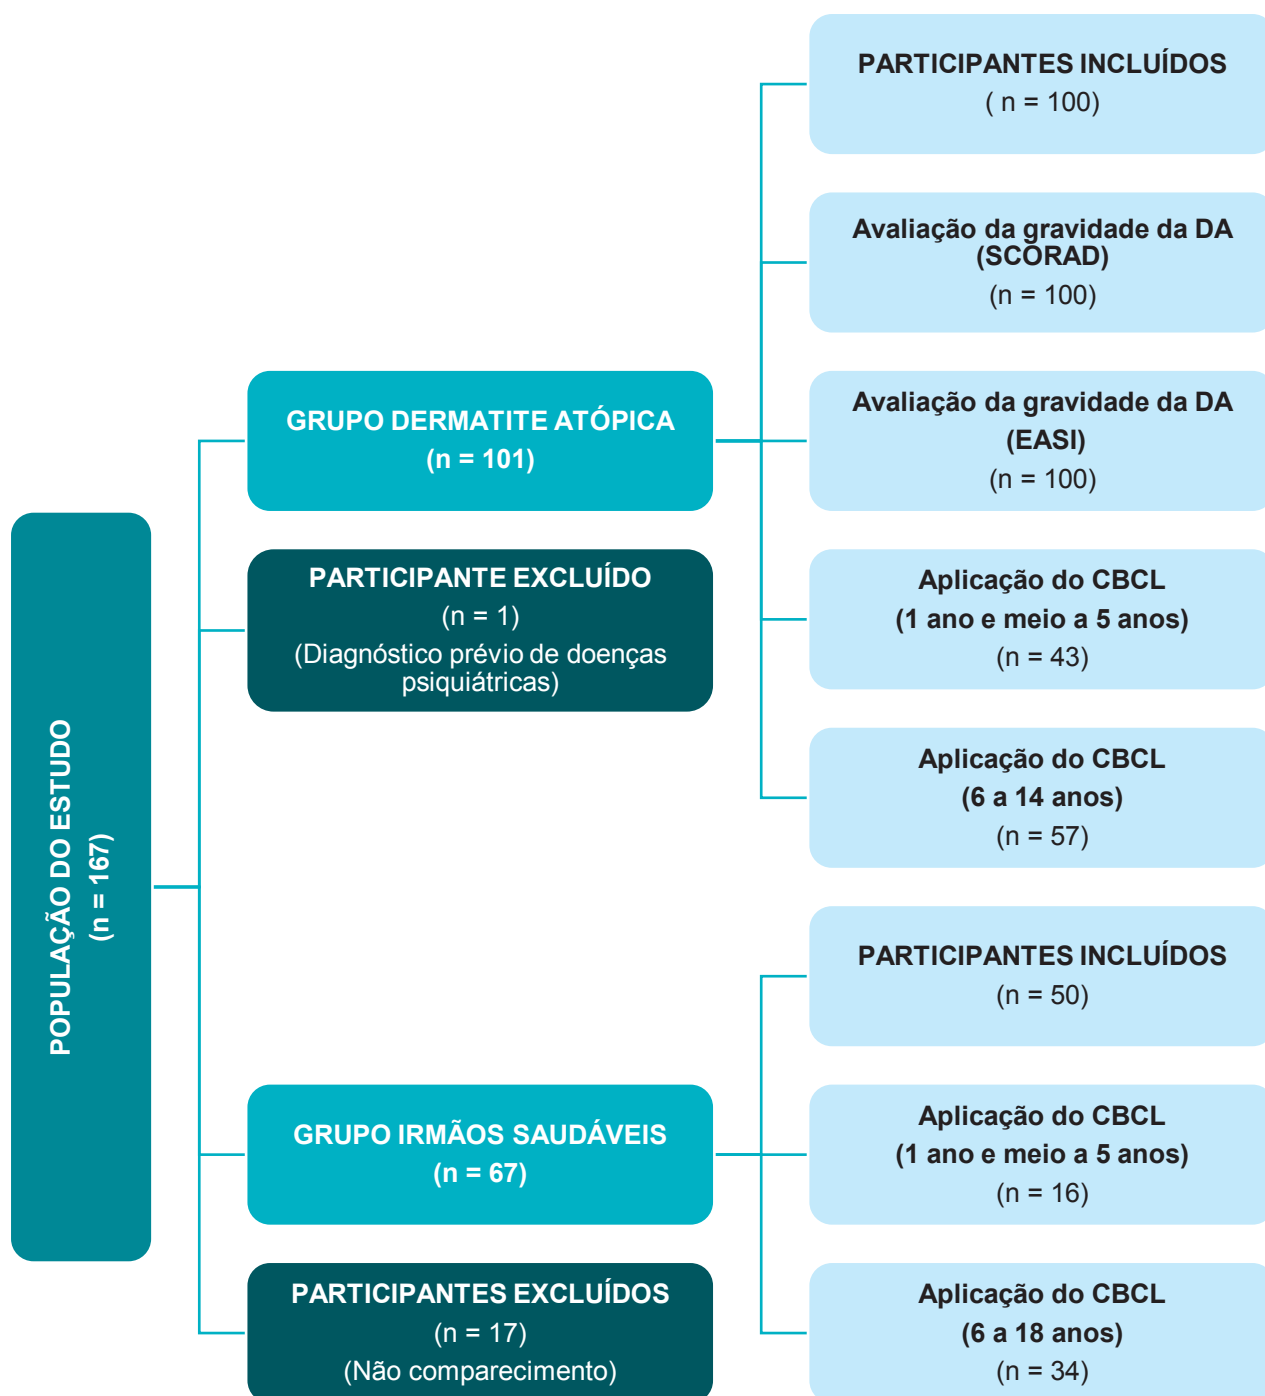 POPULAÇÃO DO ESTUDO
(n = 167)
GRUPO DERMATITE ATÓPICA
(n = 101)
PARTICIPANTE EXCLUÍDO
(n = 1)
(Diagnóstico prévio de doenças
psiquiátricas)
GRUPO IRMÃOS SAUDÁVEIS
(n = 67)
PARTICIPANTES EXCLUÍDOS
(n = 17)
(Não comparecimento)
PARTICIPANTES INCLUÍDOS
( n = 100)
Avaliação da gravidade da DA
(SCORAD)
(n = 100)
Avaliação da gravidade da DA
(EASI)
(n = 100)
Aplicação do CBCL
(1 ano e meio a 5 anos)
(n = 43)
Aplicação do CBCL
(6 a 14 anos)
(n = 57)
PARTICIPANTES INCLUÍDOS
(n = 50)
Aplicação do CBCL
(1 ano e meio a 5 anos)
(n = 16)
Aplicação do CBCL
(6 a 18 anos)
(n = 34)